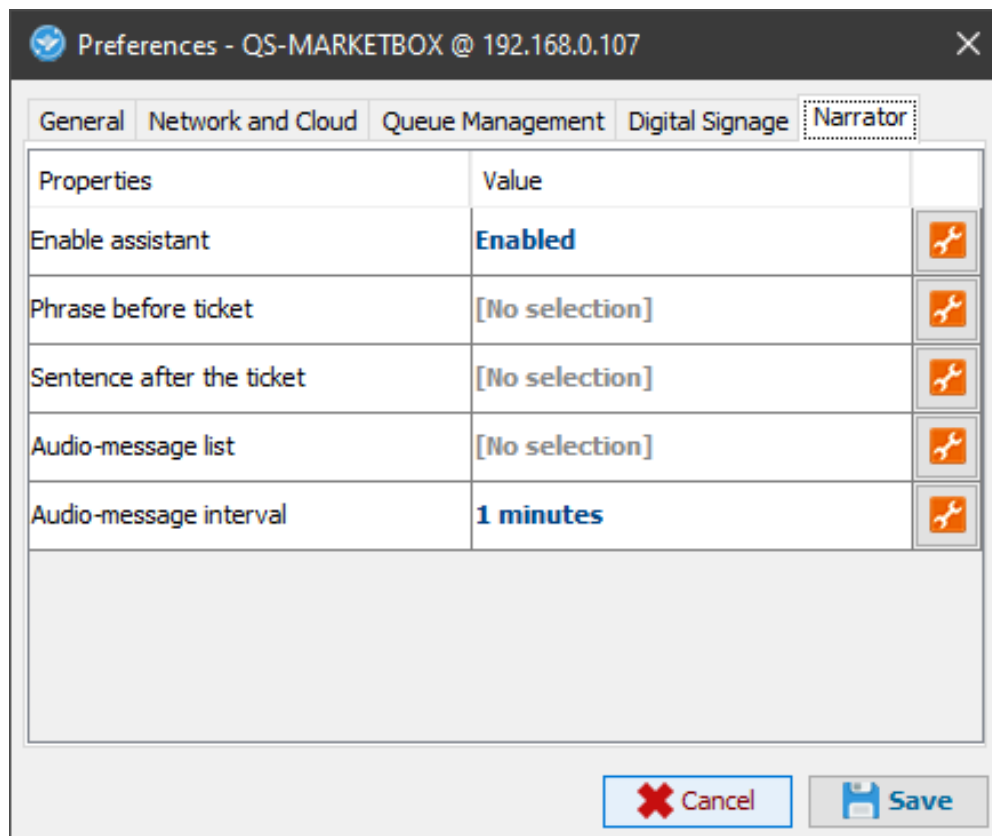 Preferences - QS-MARKETBOX @ 192.168.0.107
General Network and Cloud Queue Management Digital Signage Narrator
Properties Value
Enable assistant Enabled
Phrase before ticket [No selection]
Sentence after the ticket [No selection]
Audio-message list [No selection]
Audio-message interval 1 minutes
Cancel Save